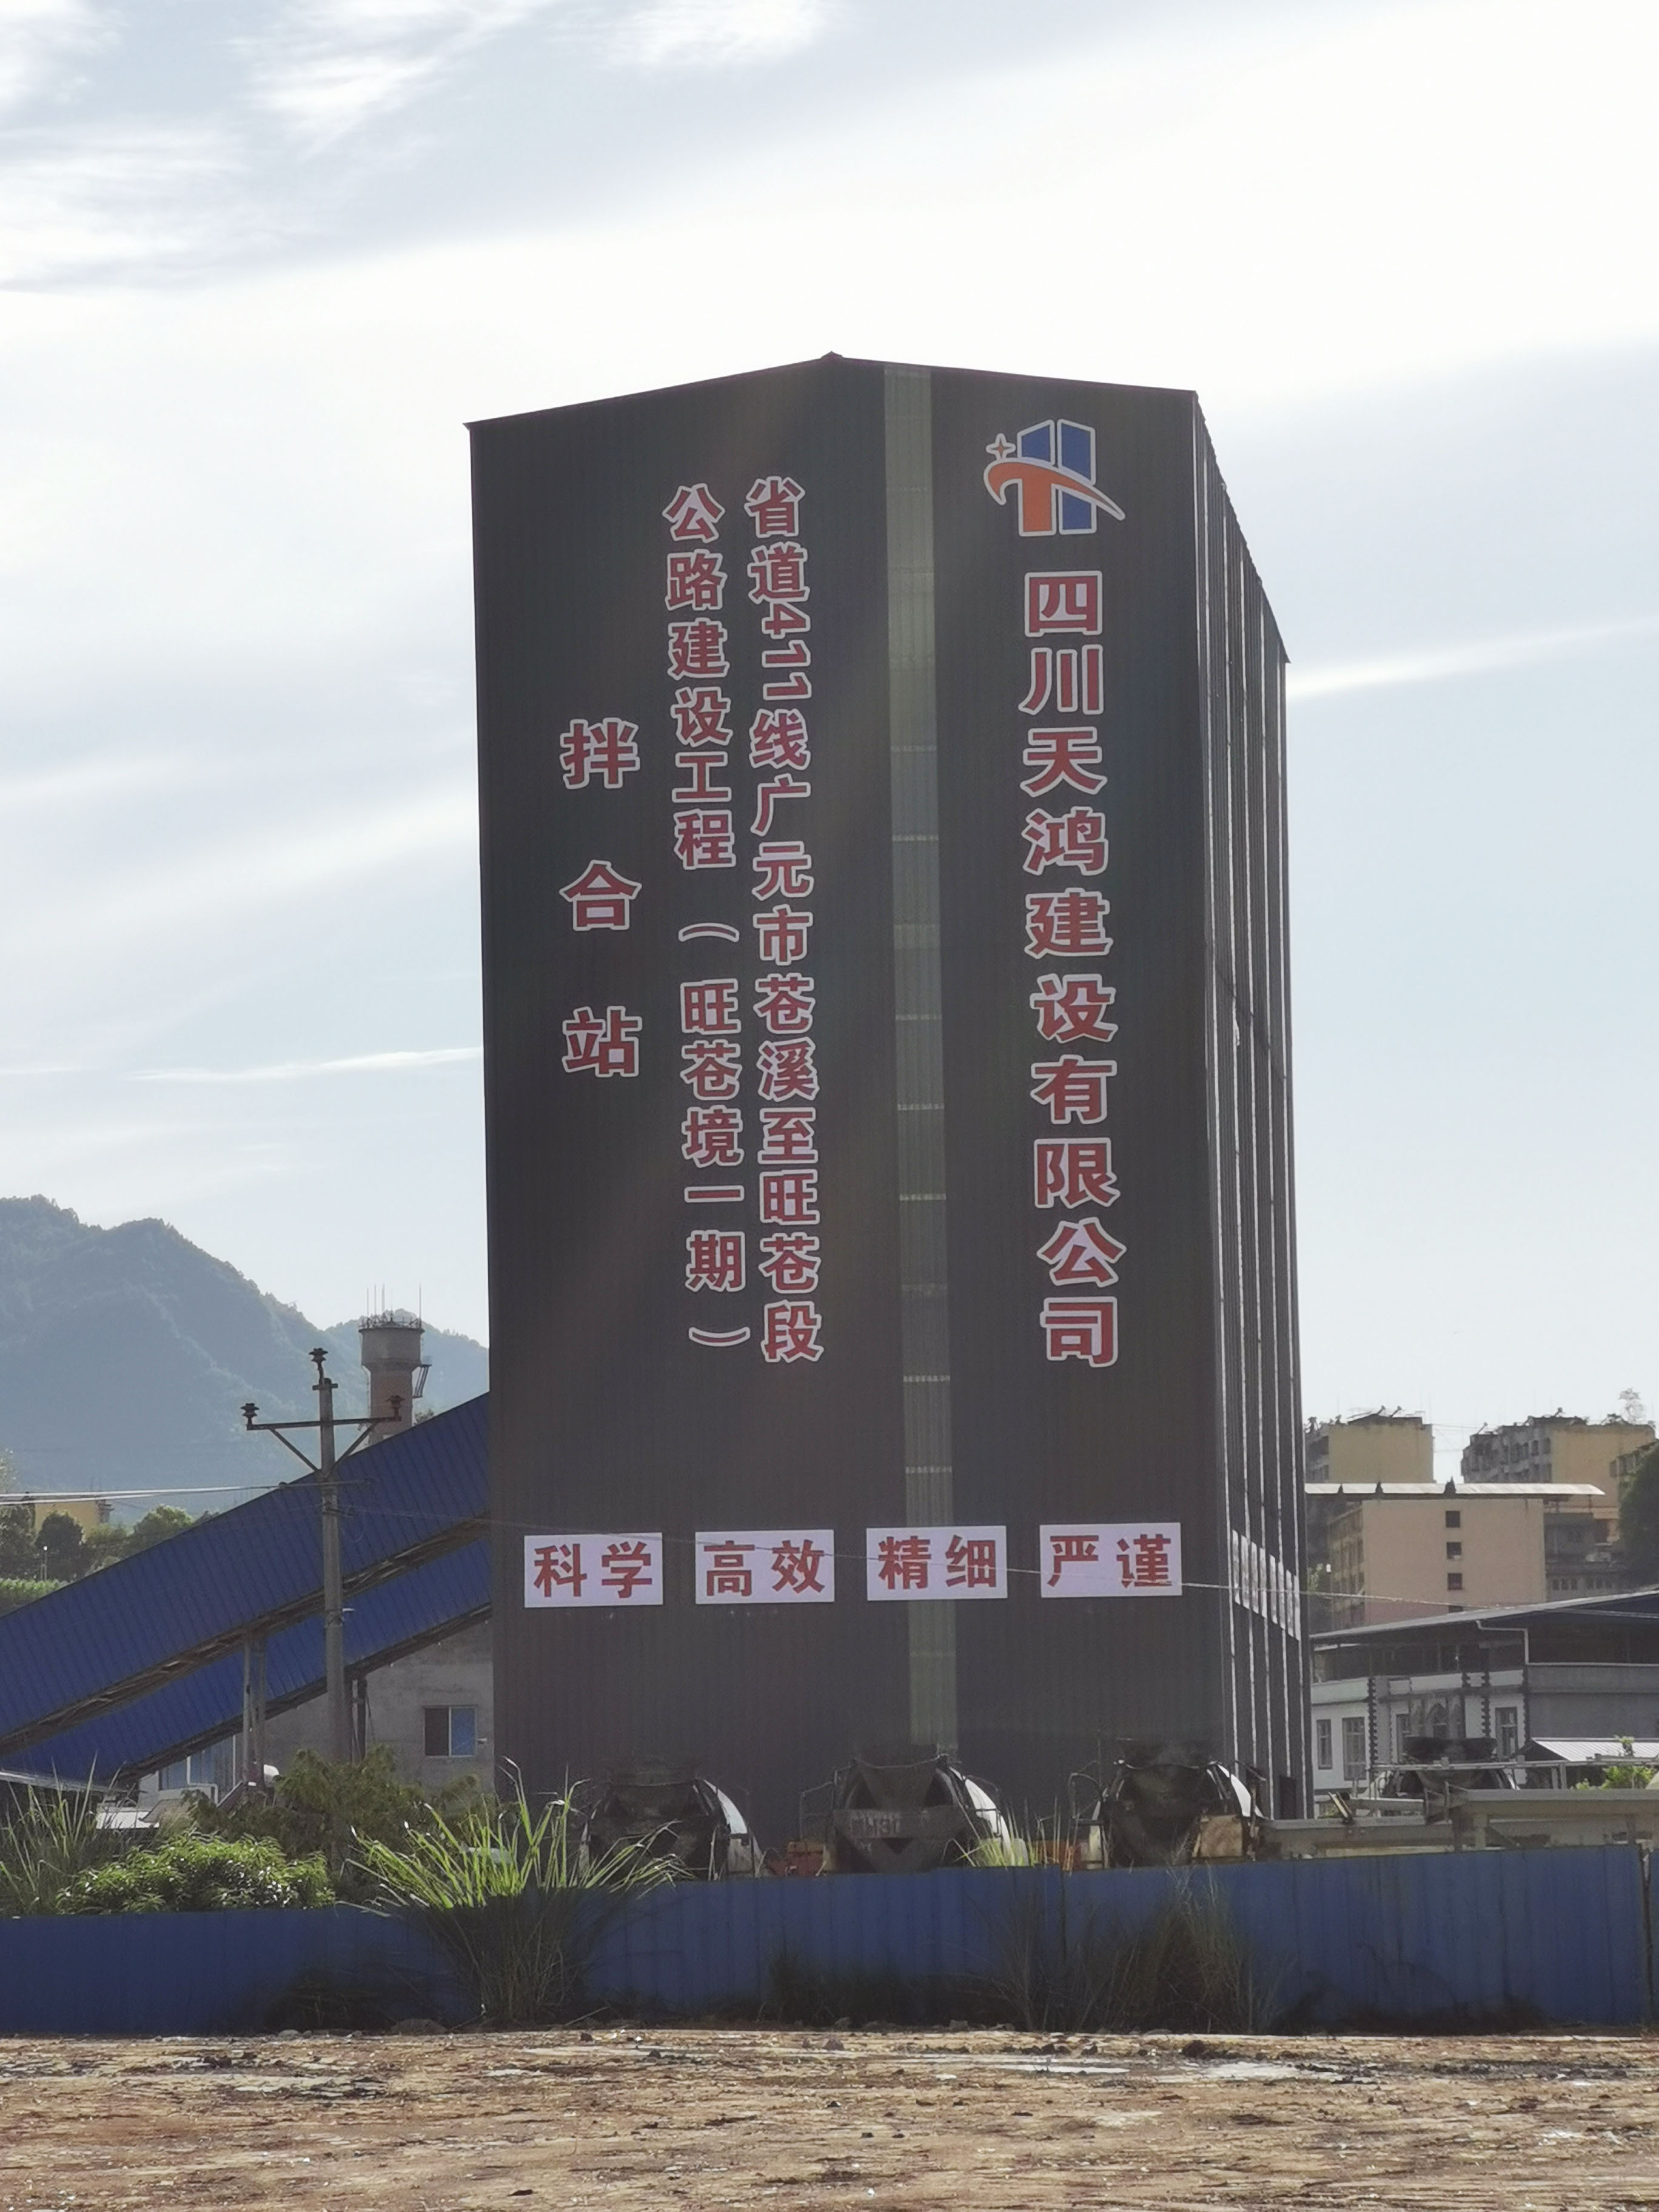 四川天鸿建设有限公司
省道411线广元市苍溪至旺苍段
公路建设工程（旺苍境一期）
拌合站
科学 高效 精细 严谨